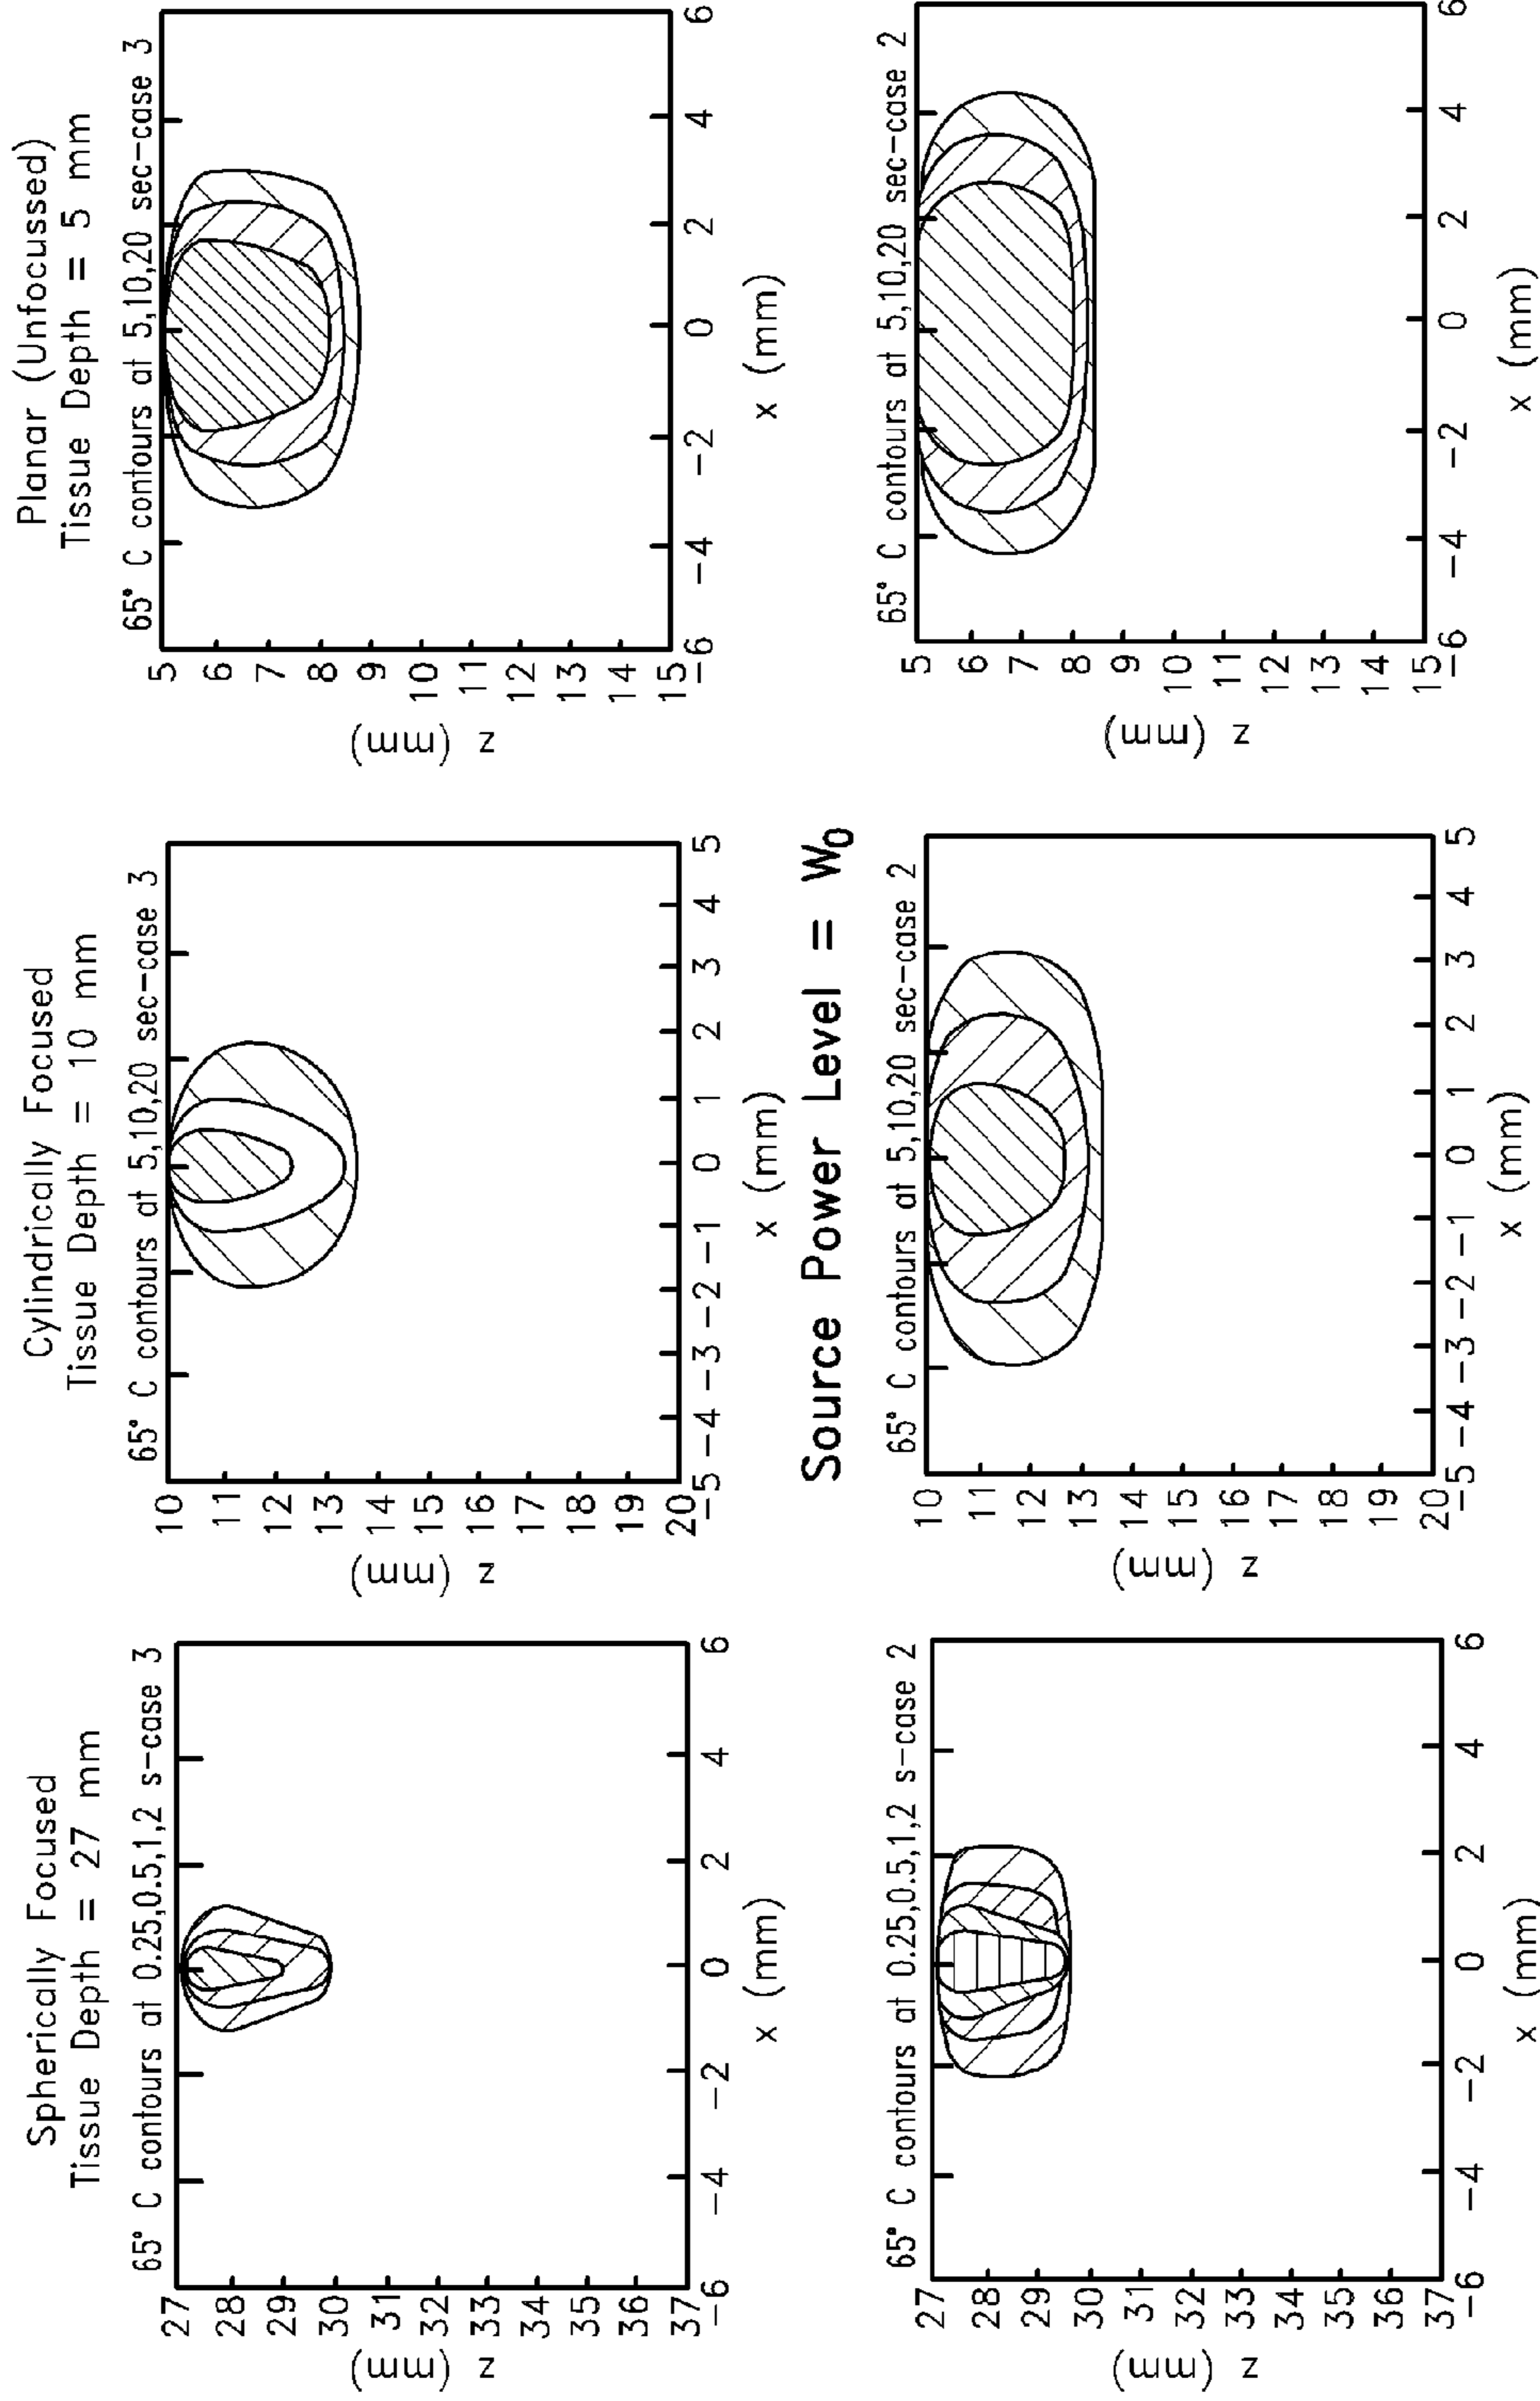 Spherically Focused
Tissue Depth = 27 mm
65° C contours at 0.25,0.5,1,2 s-case 3
27
28
29
30
31
32
33
34
35
36
37
z (mm)
-6 -4 -2 0 2 4 6
x (mm)
Cylindrically Focused
Tissue Depth = 10 mm
65° C contours at 5,10,20 sec-case 3
10
11
12
13
14
15
16
17
18
19
20
z (mm)
-5 -4 -3 -2 -1 0 1 2 3 4 5
x (mm)
Planar (Unfocussed)
Tissue Depth = 5 mm
65° C contours at 5,10,20 sec-case 3
5
6
7
8
9
10
11
12
13
14
15
z (mm)
-6 -4 -2 0 2 4 6
x (mm)
Source Power Level = W0
65° C contours at 0.25,0.5,1,2 s-case 2
27
28
29
30
31
32
33
34
35
36
37
z (mm)
-6 -4 -2 0 2 4 6
x (mm)
65° C contours at 5,10,20 sec-case 2
10
11
12
13
14
15
16
17
18
19
20
z (mm)
-5 -4 -3 -2 -1 0 1 2 3 4 5
x (mm)
65° C contours at 5,10,20 sec-case 2
5
6
7
8
9
10
11
12
13
14
15
z (mm)
-6 -4 -2 0 2 4 6
x (mm)